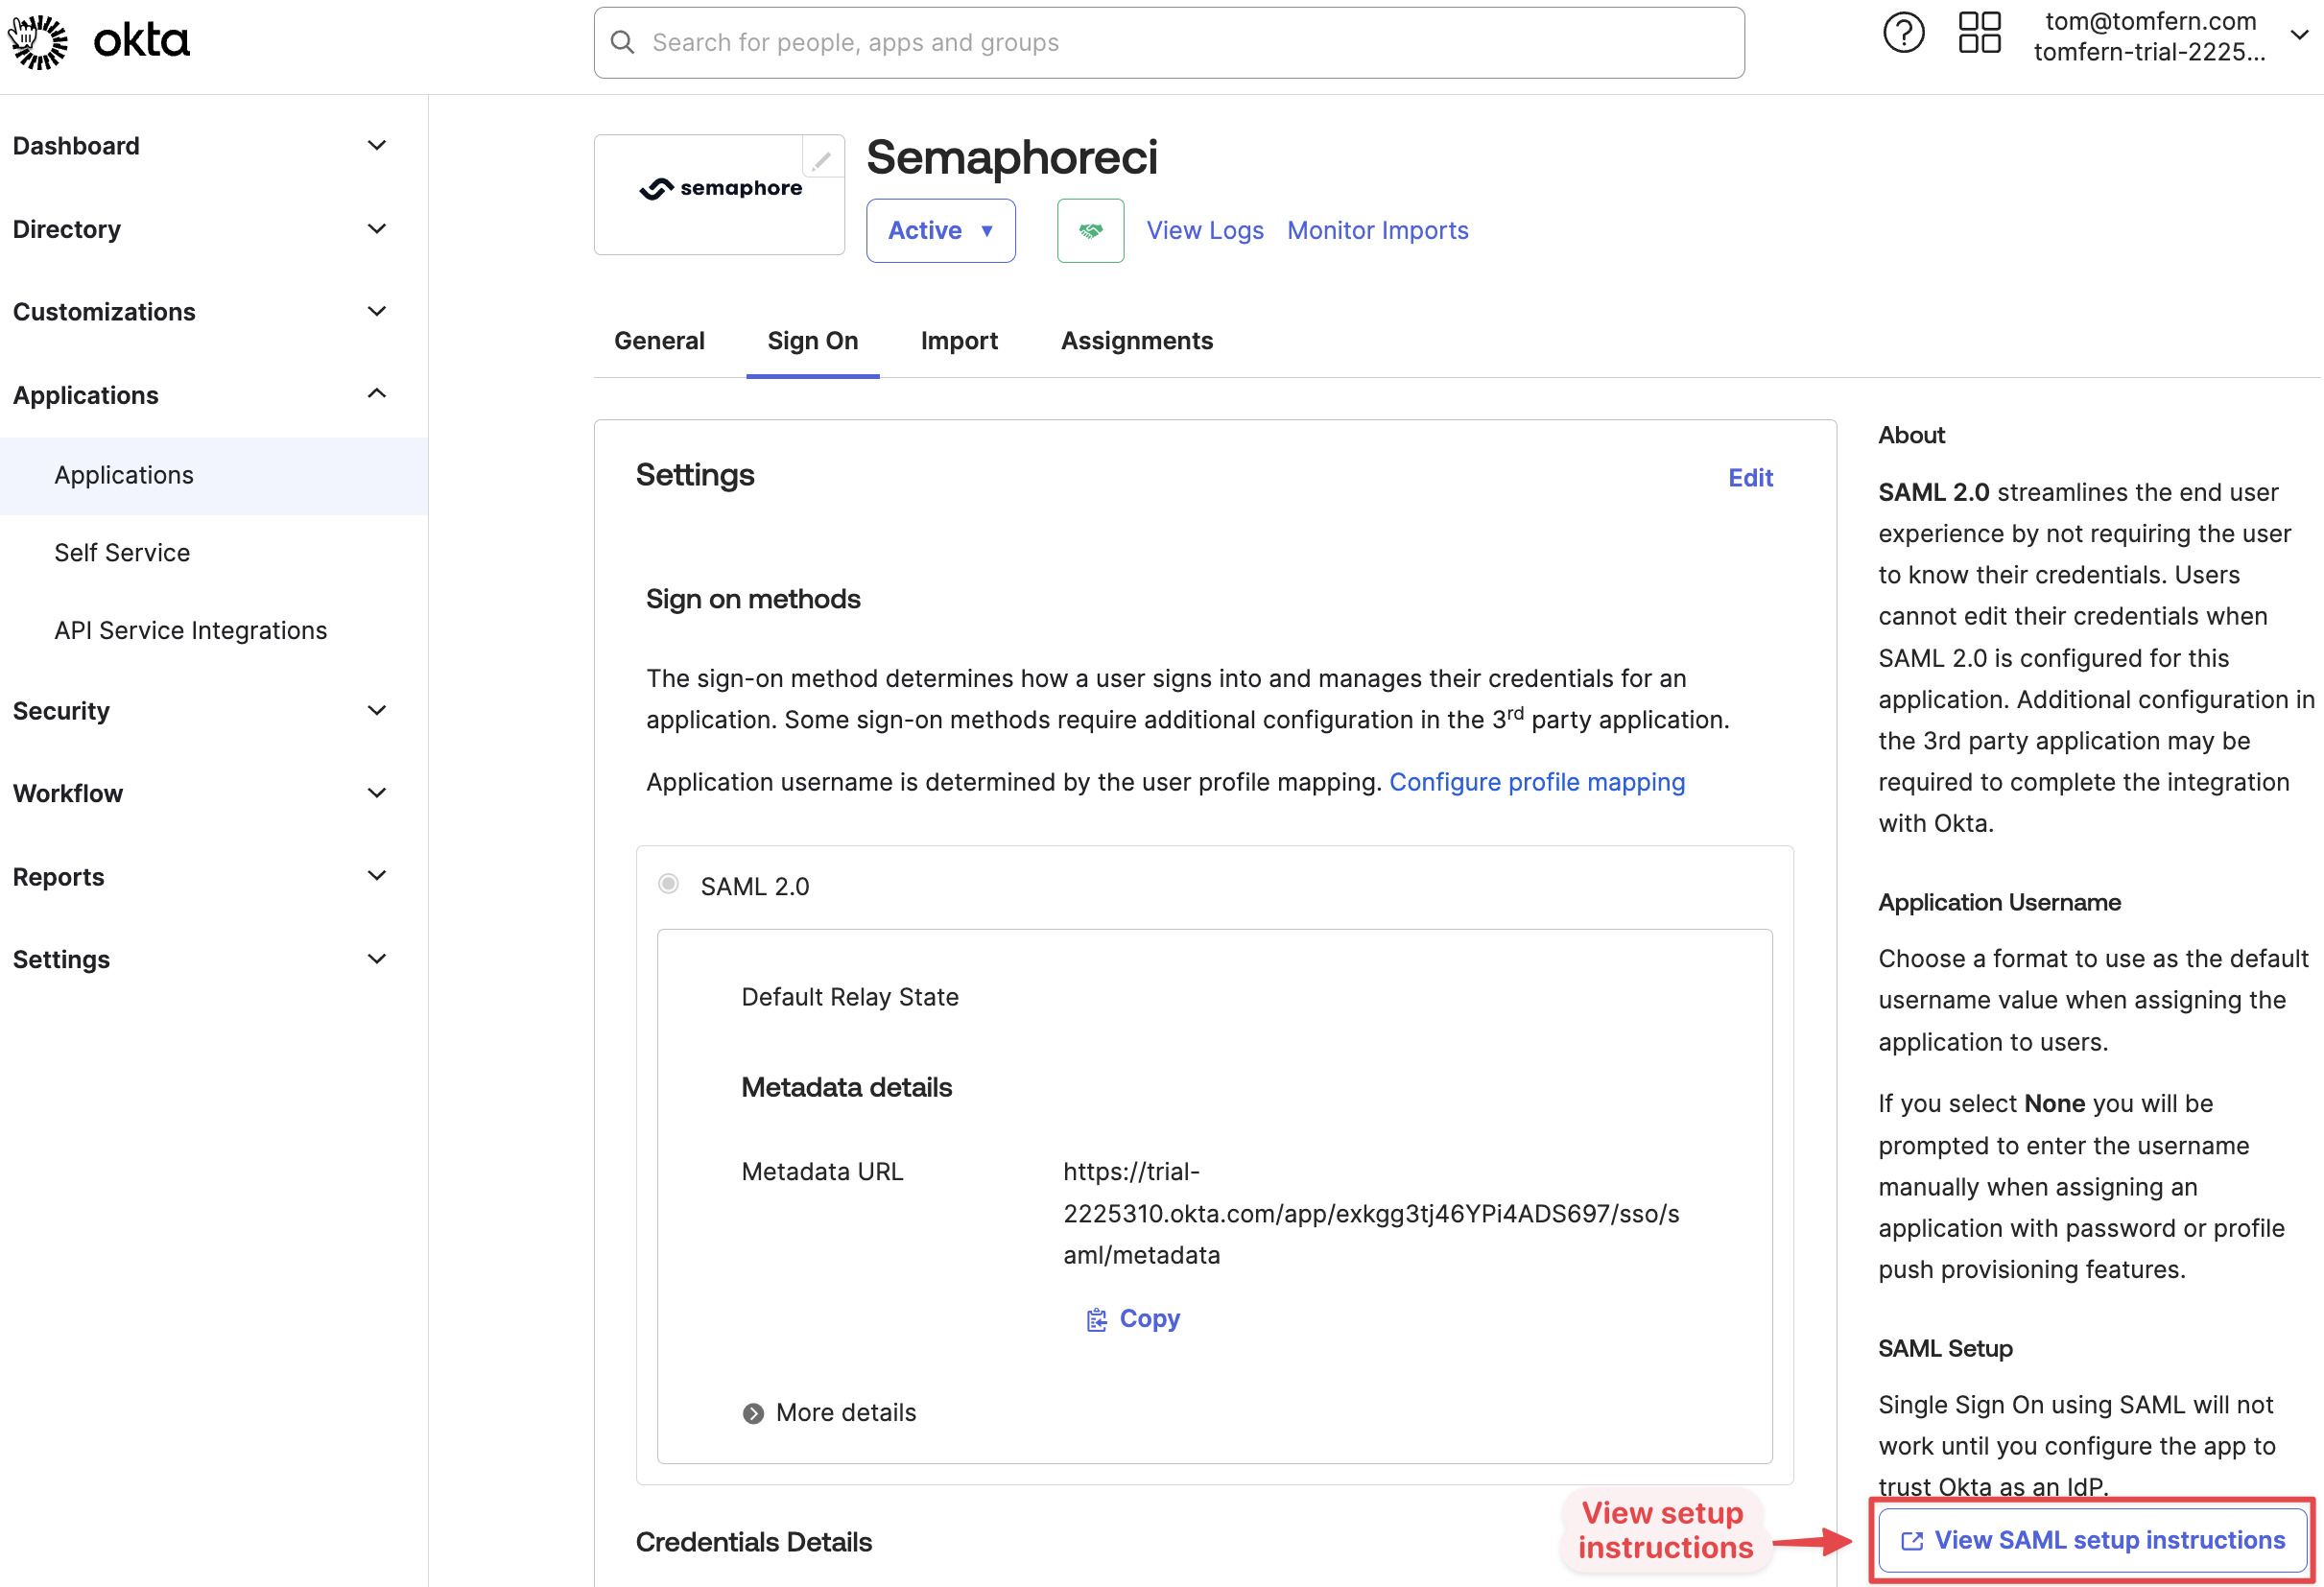 okta
Search for people, apps and groups
tom@tomfern.com
tomfern-trial-2225...
Dashboard
Directory
Customizations
Applications
Applications
Self Service
API Service Integrations
Security
Workflow
Reports
Settings
semaphore
Semaphoreci
Active
View Logs
Monitor Imports
General
Sign On
Import
Assignments
Settings
Edit
Sign on methods
The sign-on method determines how a user signs into and manages their credentials for an
application. Some sign-on methods require additional configuration in the 3rd party application.
Application username is determined by the user profile mapping. Configure profile mapping
SAML 2.0
Default Relay State
Metadata details
Metadata URL
https://trial-
2225310.okta.com/app/exkgg3tj46YPi4ADS697/sso/s
aml/metadata
Copy
More details
Credentials Details
About
SAML 2.0 streamlines the end user
experience by not requiring the user
to know their credentials. Users
cannot edit their credentials when
SAML 2.0 is configured for this
application. Additional configuration in
the 3rd party application may be
required to complete the integration
with Okta.
Application Username
Choose a format to use as the default
username value when assigning the
application to users.
If you select None you will be
prompted to enter the username
manually when assigning an
application with password or profile
push provisioning features.
SAML Setup
Single Sign On using SAML will not
work until you configure the app to
trust Okta as an IdP.
View setup
instructions
View SAML setup instructions